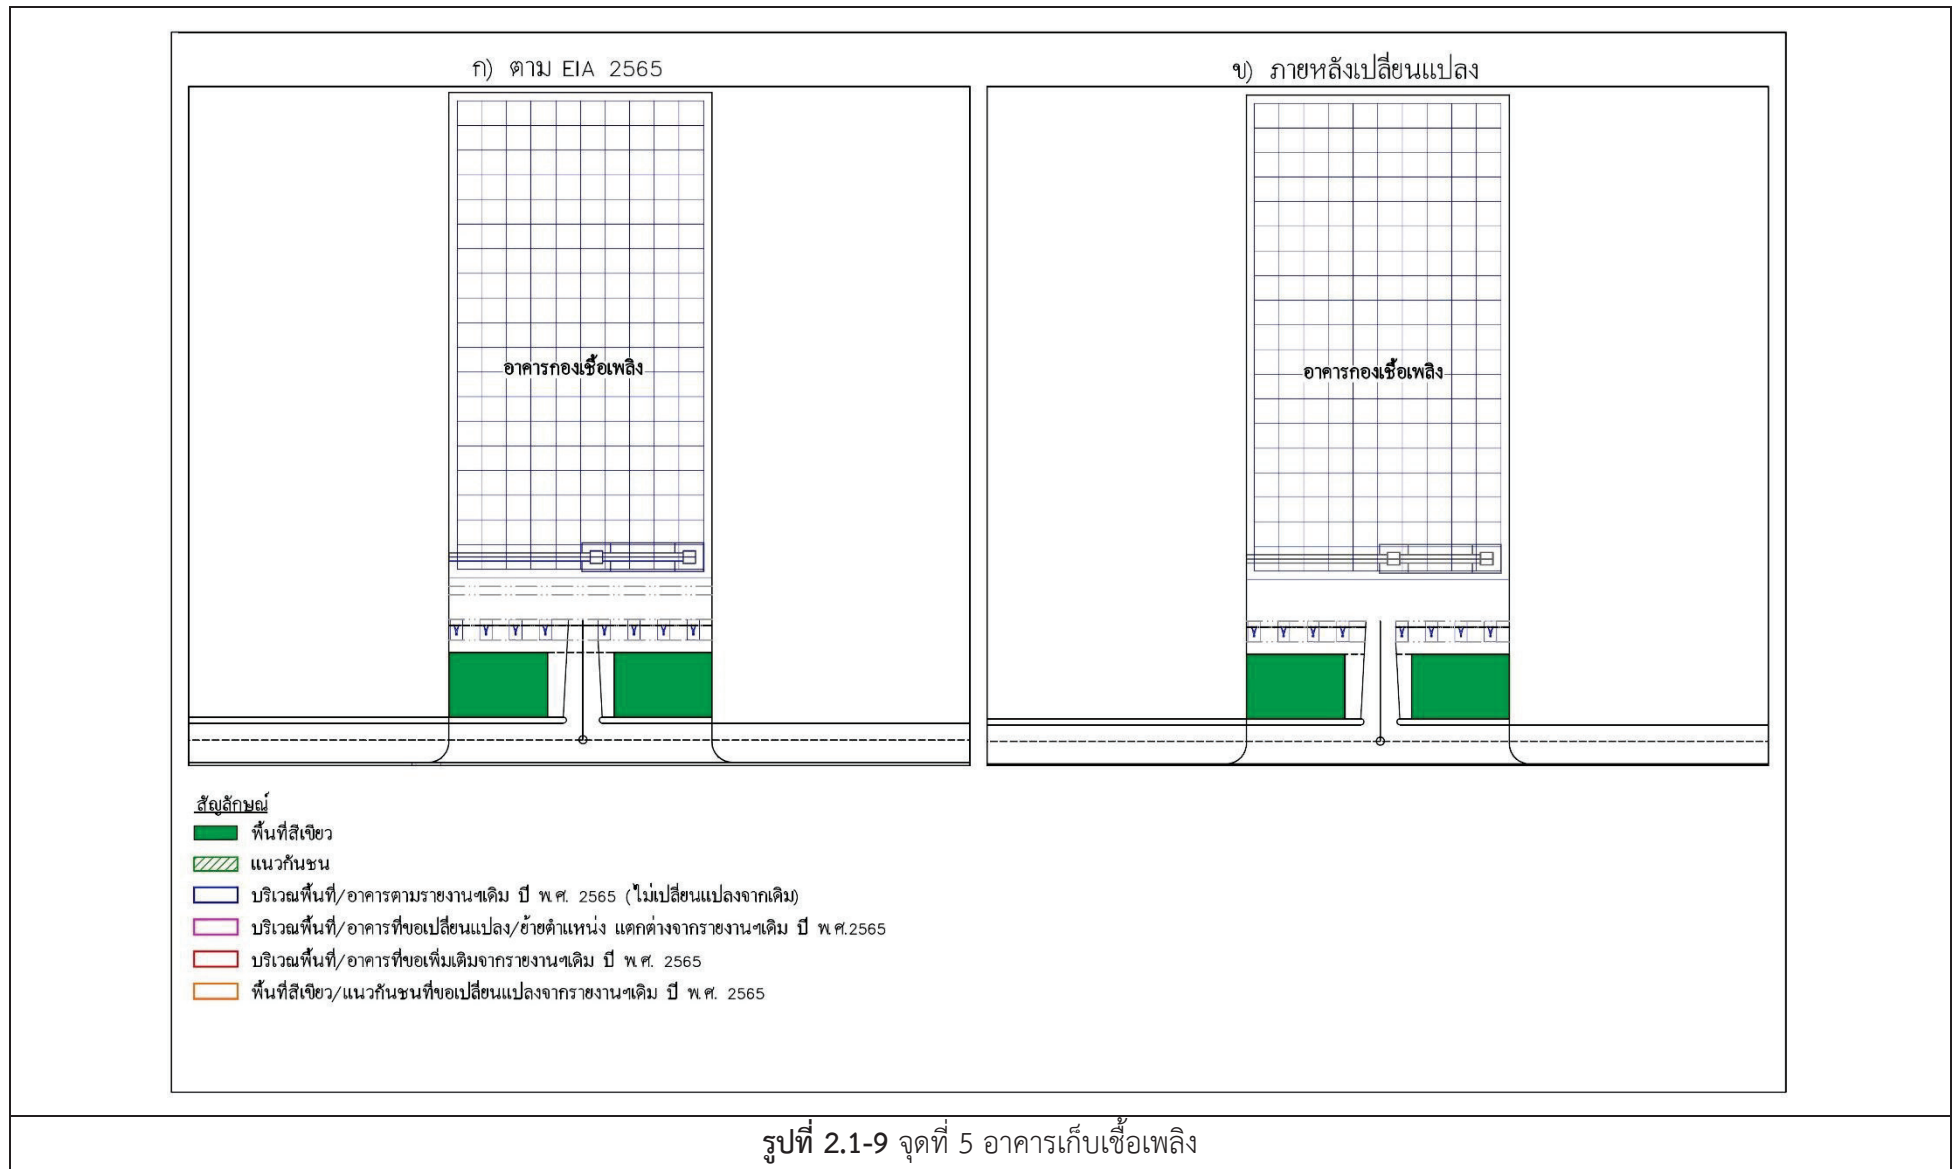 ก) ตาม EIA 2565
ข) ภายหลังเปลี่ยนแปลง
อาคารกองเชื้อเพลิง
อาคารกองเชื้อเพลิง
Y Y Y Y Y Y Y Y
Y Y Y Y Y Y Y Y
สัญลักษณ์
พื้นที่สีเขียว
แนวกันชน
บริเวณพื้นที่/อาคารตามรายงานฯเดิม ปี พ.ศ. 2565 (ไม่เปลี่ยนแปลงจากเดิม)
บริเวณพื้นที่/อาคารที่ขอเปลี่ยนแปลง/ย้ายตำแหน่ง แตกต่างจากรายงานฯเดิม ปี พ.ศ.2565
บริเวณพื้นที่/อาคารที่ขอเพิ่มเติมจากรายงานฯเดิม ปี พ.ศ. 2565
พื้นที่สีเขียว/แนวกันชนที่ขอเปลี่ยนแปลงจากรายงานฯเดิม ปี พ.ศ. 2565
รูปที่ 2.1-9 จุดที่ 5 อาคารเก็บเชื้อเพลิง